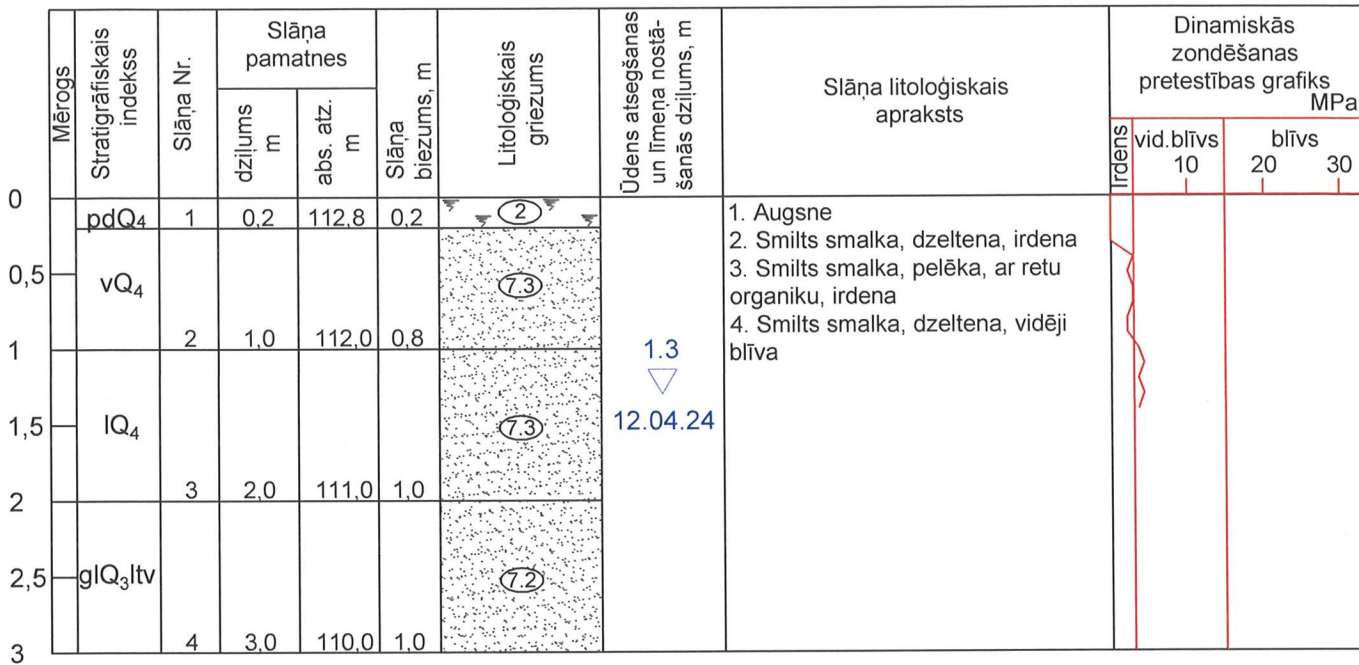 Mērogs
Stratigrāfiskais
indekss
Slāņa Nr.
Slāņa
pamatnes
dziļums
m
abs. atz.
m
Slāņa
biezums, m
Litoloģiskais
griezums
Ūdens atsegšanas
un līmeņa nostā-
šanās dziļums, m
Slāņa litoloģiskais
apraksts
Dinamiskās
zondēšanas
pretestības grafiks
MPa
Irdens
vid.blīvs
blīvs
10 20 30
0
pdQ₄ 1 0,2 112,8 0,2 2
0,5
vQ₄ 7.3
2 1,0 112,0 0,8
1
1,5
lQ₄ 7.3
3 2,0 111,0 1,0
2
2,5
glQ₃ltv 7.2
4 3,0 110,0 1,0
3
1.3
12.04.24
1. Augsne
2. Smilts smalka, dzeltena, irdena
3. Smilts smalka, pelēka, ar retu
organiku, irdena
4. Smilts smalka, dzeltena, vidēji
blīva